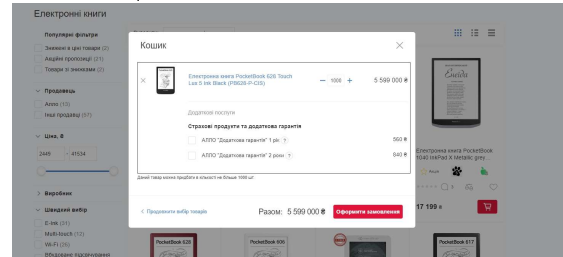 Електронні книги
Популярні фільтри
Знижені в ціні товари (2)
Акційні пропозиції (21)
Товари зі знижками (2)
Продавець
Алло (13)
Інші продавці (57)
Ціна, ₴
2449 - 41534
Виробник
Швидкий вибір
E-Ink (31)
Multi-touch (12)
Wi-Fi (26)
Вбудоване підсвічування
Кошик
Електронна книга PocketBook 628 Touch
Lux 5 Ink Black (PB628-P-CIS)
1000
5 599 000 ₴
Додаткові послуги
Страхові продукти та додаткова гарантія
АЛЛО "Додаткова гарантія" 1 рік ?
560 ₴
АЛЛО "Додаткова гарантія" 2 роки ?
840 ₴
Даний товар можна придбати в кількості не більше 1000 шт
Продовжити вибір товарів
Разом: 5 599 000 ₴
Оформити замовлення
Електронна книга PocketBook
1040 InkPad X Metallic grey...
17 199 ₴
PocketBook 628
PocketBook 606
PocketBook 617